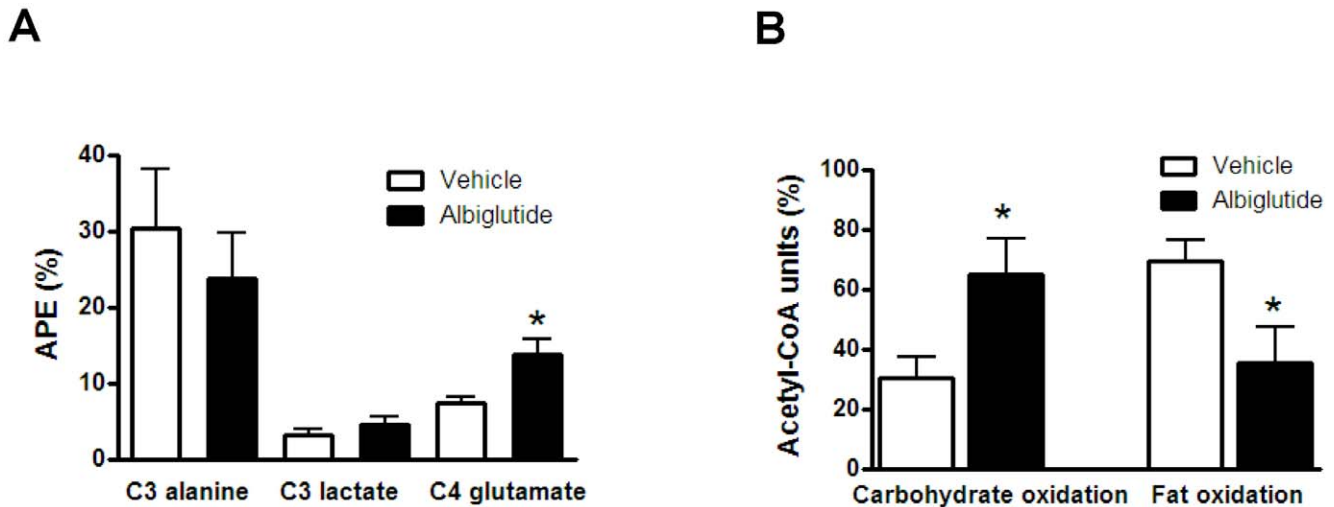 A
APE (%)
40
30
20
10
0
Vehicle
Albiglutide
*
C3 alanine C3 lactate C4 glutamate
B
Acetyl-CoA units (%)
100
80
60
40
20
0
Vehicle
Albiglutide
*
*
Carbohydrate oxidation Fat oxidation